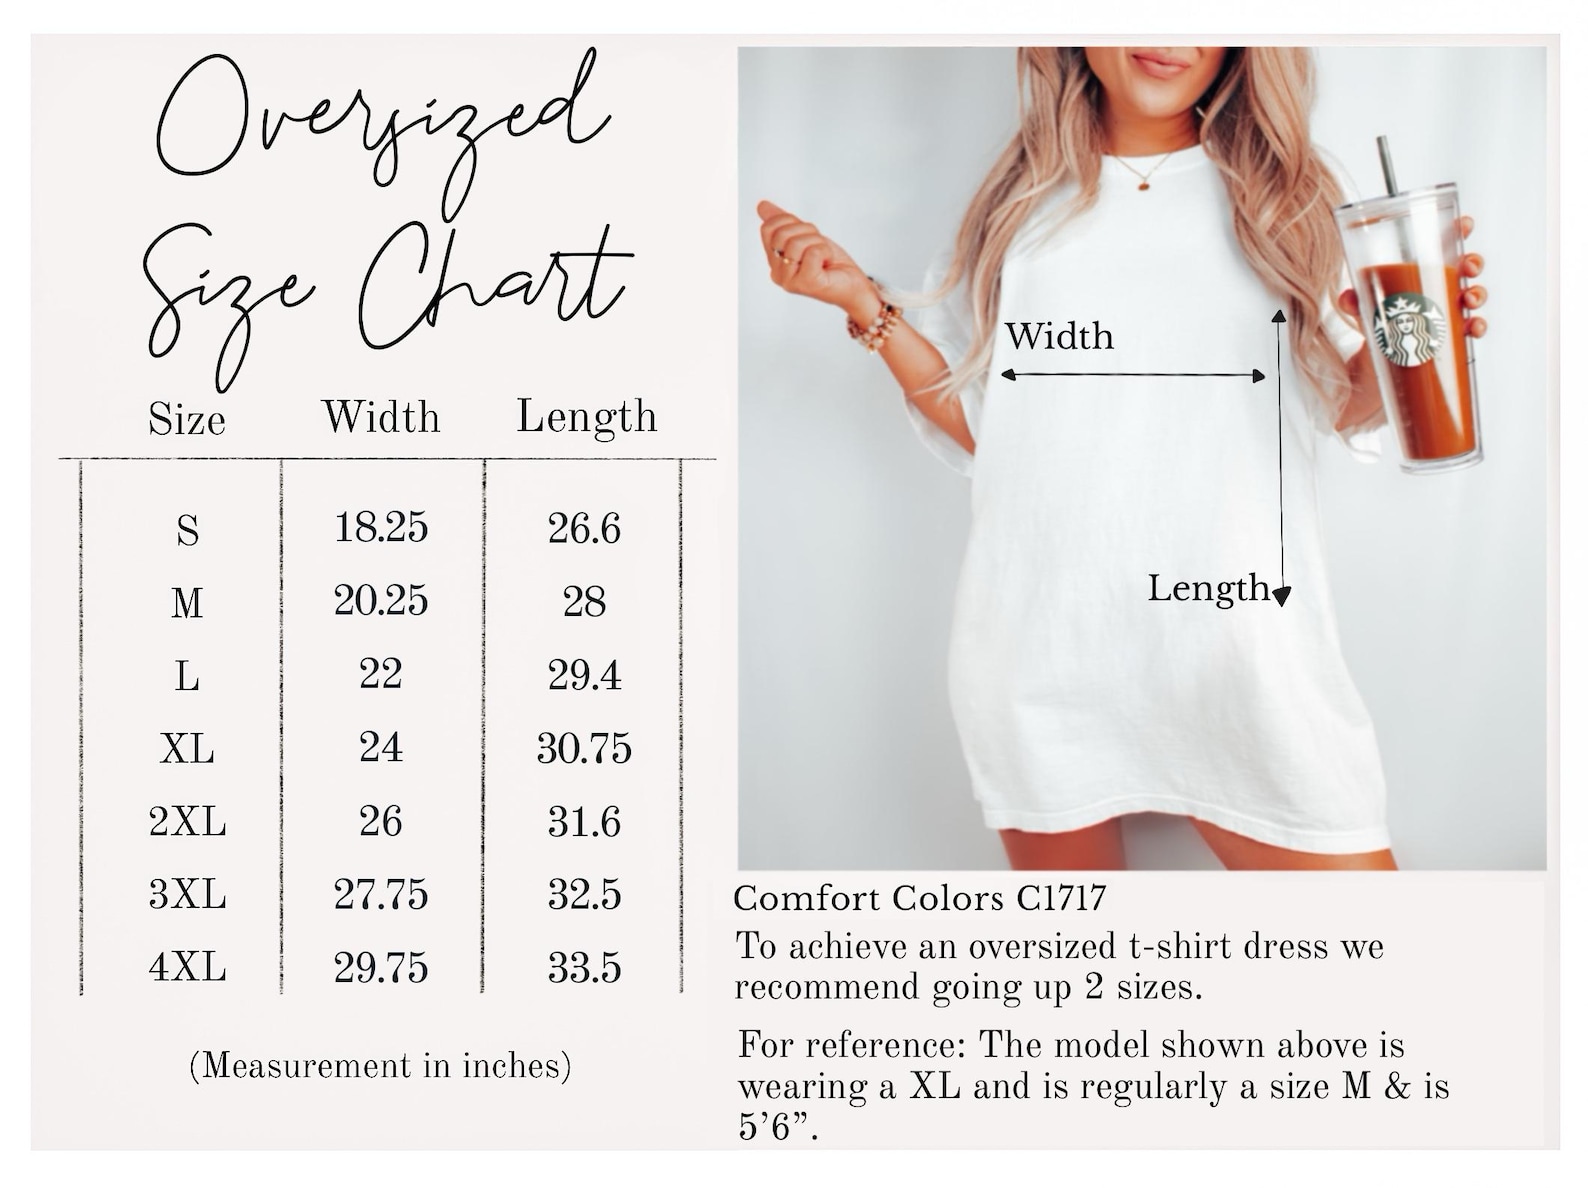 Oversized
Size Chart
Size Width Length
S 18.25 26.6
M 20.25 28
L 22 29.4
XL 24 30.75
2XL 26 31.6
3XL 27.75 32.5
4XL 29.75 33.5
(Measurement in inches)
Width
Length
Comfort Colors C1717
To achieve an oversized t-shirt dress we
recommend going up 2 sizes.
For reference: The model shown above is
wearing a XL and is regularly a size M & is
5’6”.